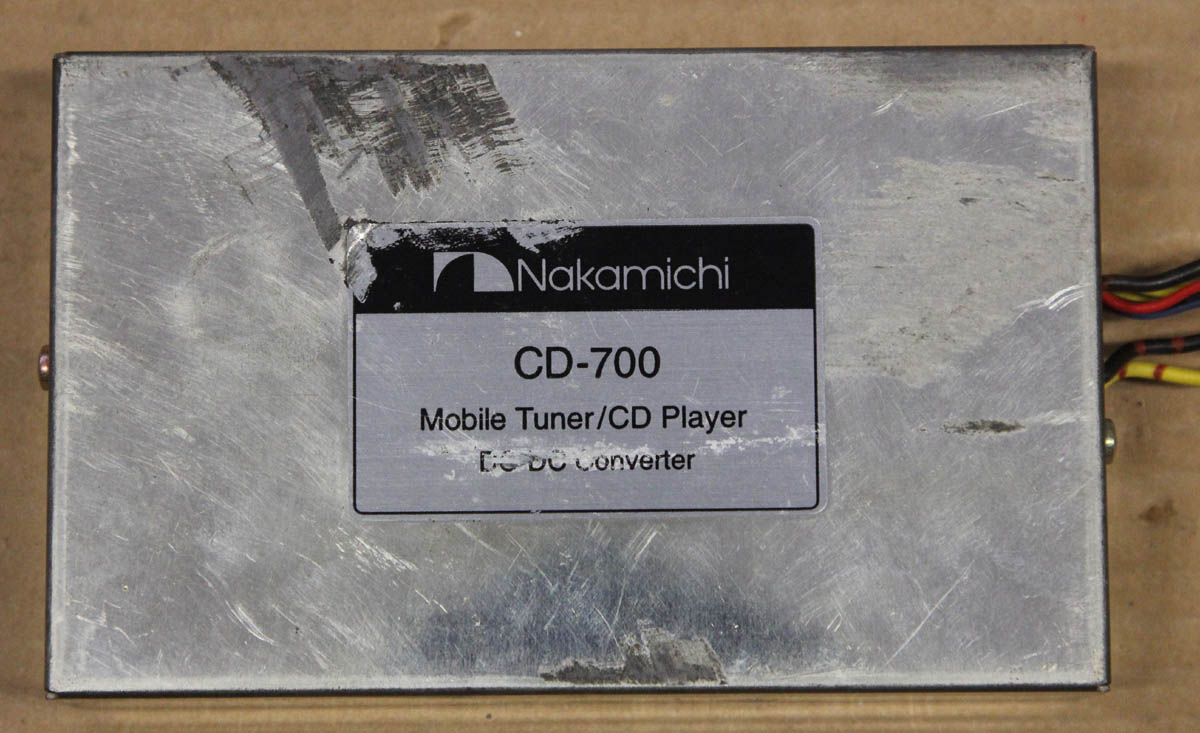 Nakamichi
CD-700
Mobile Tuner/CD Player
DC-DC Converter